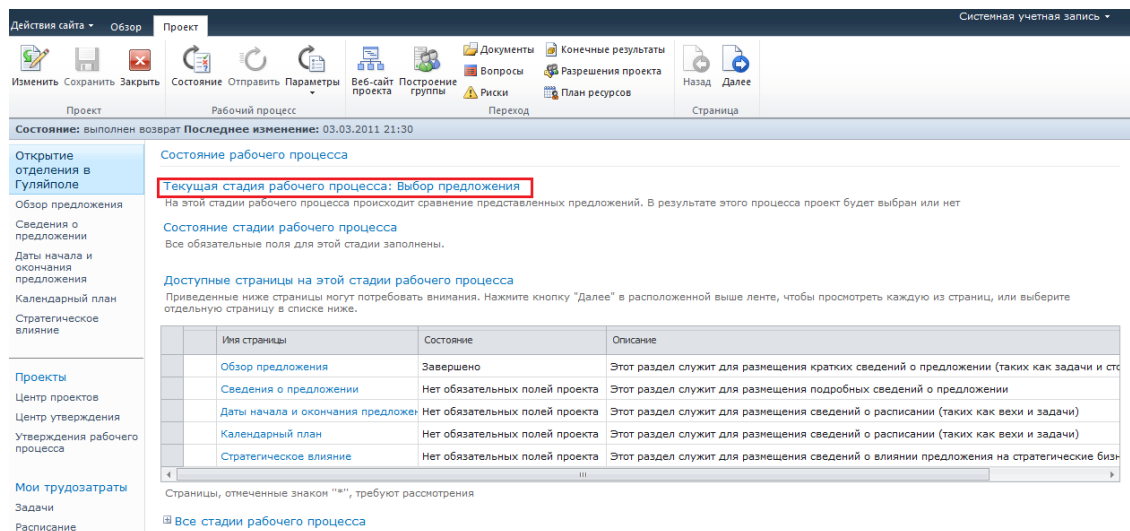 Системная учетная запись
Действия сайта Обзор Проект
Изменить Сохранить Закрыть
Проект
Состояние Отправить Параметры
Рабочий процесс
Веб-сайт проекта
Построение группы
Документы
Вопросы
Риски
Конечные результаты
Разрешения проекта
План ресурсов
Переход
Назад Далее
Страница
Состояние: выполнен возврат Последнее изменение: 03.03.2011 21:30
Открытие
отделения в
Гуляйполе
Обзор предложения
Сведения о
предложении
Даты начала и
окончания
предложения
Календарный план
Стратегическое
влияние
Проекты
Центр проектов
Центр утверждения
Утверждения рабочего
процесса
Мои трудозатраты
Задачи
Расписание
Состояние рабочего процесса
Текущая стадия рабочего процесса: Выбор предложения
На этой стадии рабочего процесса происходит сравнение представленных предложений. В результате этого процесса проект будет выбран или нет
Состояние стадии рабочего процесса
Все обязательные поля для этой стадии заполнены.
Доступные страницы на этой стадии рабочего процесса
Приведенные ниже страницы могут потребовать внимания. Нажмите кнопку "Далее" в расположенной выше ленте, чтобы просмотреть каждую из страниц, или выберите
отдельную страницу в списке ниже.
Имя страницы Состояние Описание
Обзор предложения Завершено Этот раздел служит для размещения кратких сведений о предложении (таких как задачи и сто
Сведения о предложении Нет обязательных полей проекта Этот раздел служит для размещения подробных сведений о предложении
Даты начала и окончания предложен Нет обязательных полей проекта Этот раздел служит для размещения сведений о расписании (таких как вехи и задачи)
Календарный план Нет обязательных полей проекта Этот раздел служит для размещения сведений о расписании (таких как вехи и задачи)
Стратегическое влияние Нет обязательных полей проекта Этот раздел служит для размещения сведений о влиянии предложения на стратегические бизн
Страницы, отмеченные знаком "*", требуют рассмотрения
Все стадии рабочего процесса